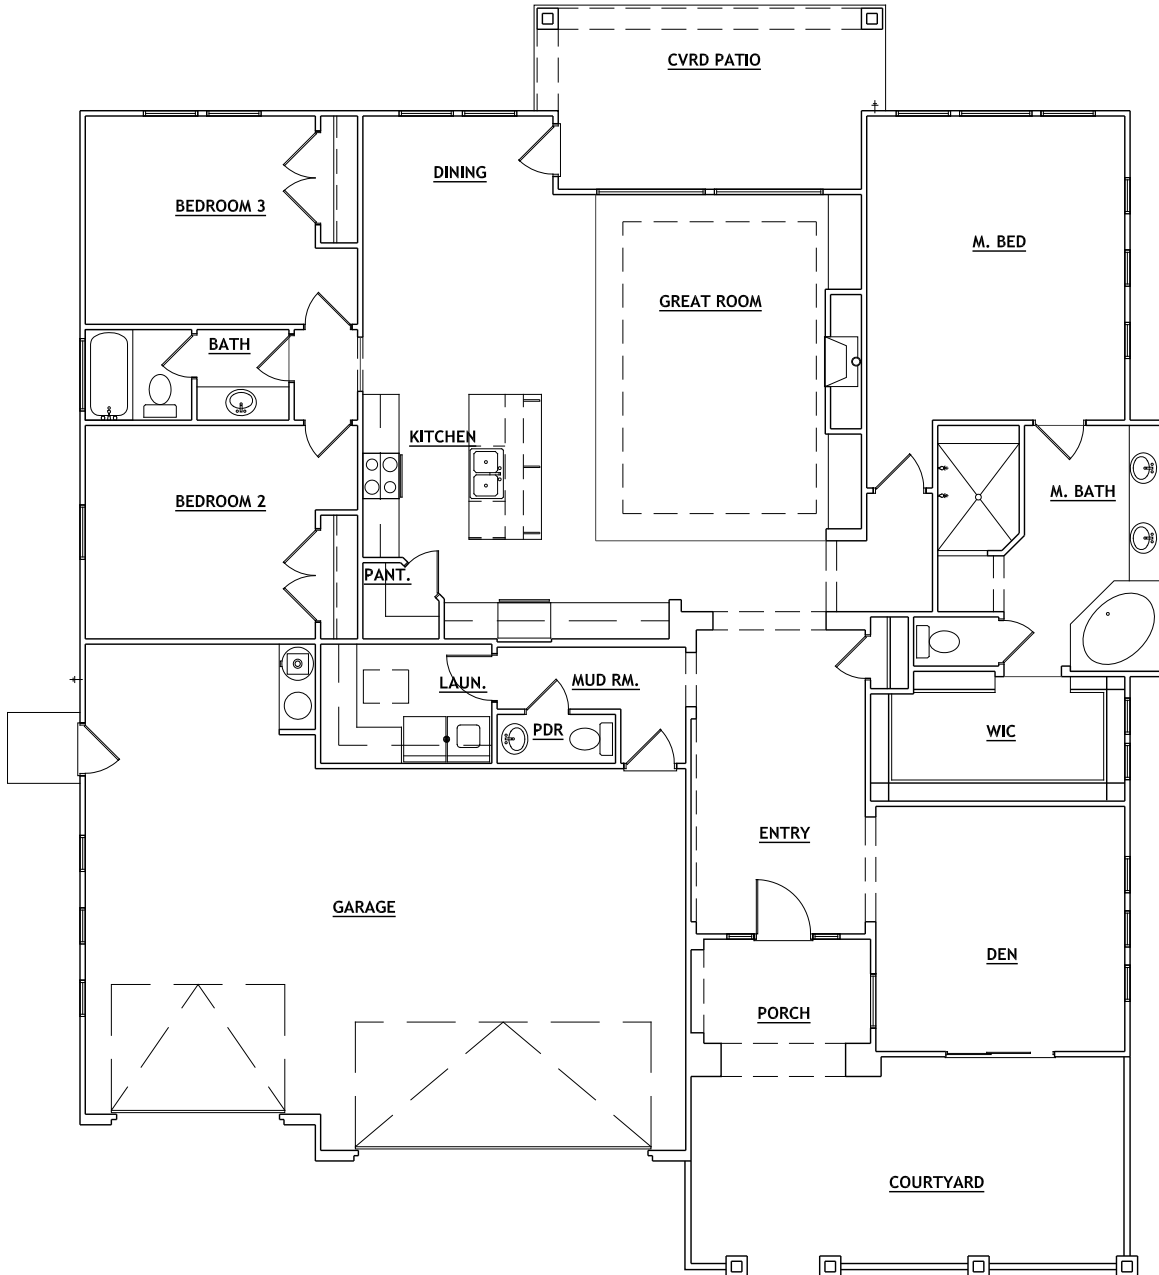 CVRD PATIO
DINING
BEDROOM 3
M. BED
GREAT ROOM
BATH
KITCHEN
BEDROOM 2
M. BATH
PANT.
LAUN.
MUD RM.
PDR
WIC
ENTRY
GARAGE
DEN
PORCH
COURTYARD